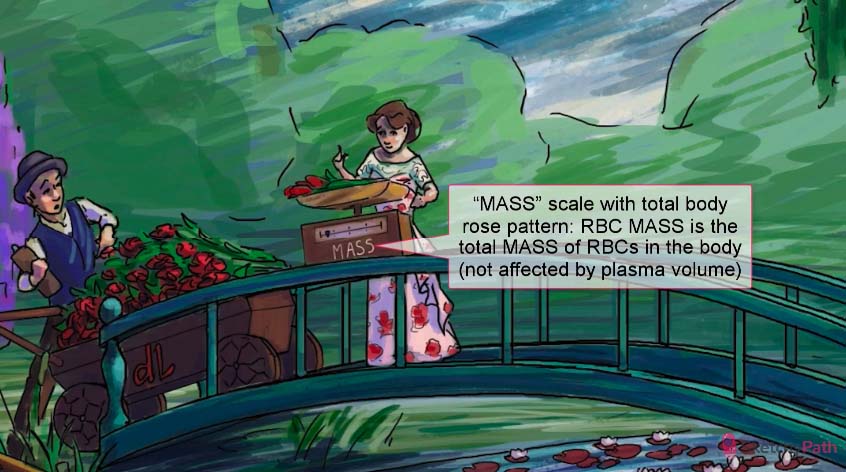 “MASS” scale with total body
rose pattern: RBC MASS is the
total MASS of RBCs in the body
(not affected by plasma volume)
MASS
dL
Path